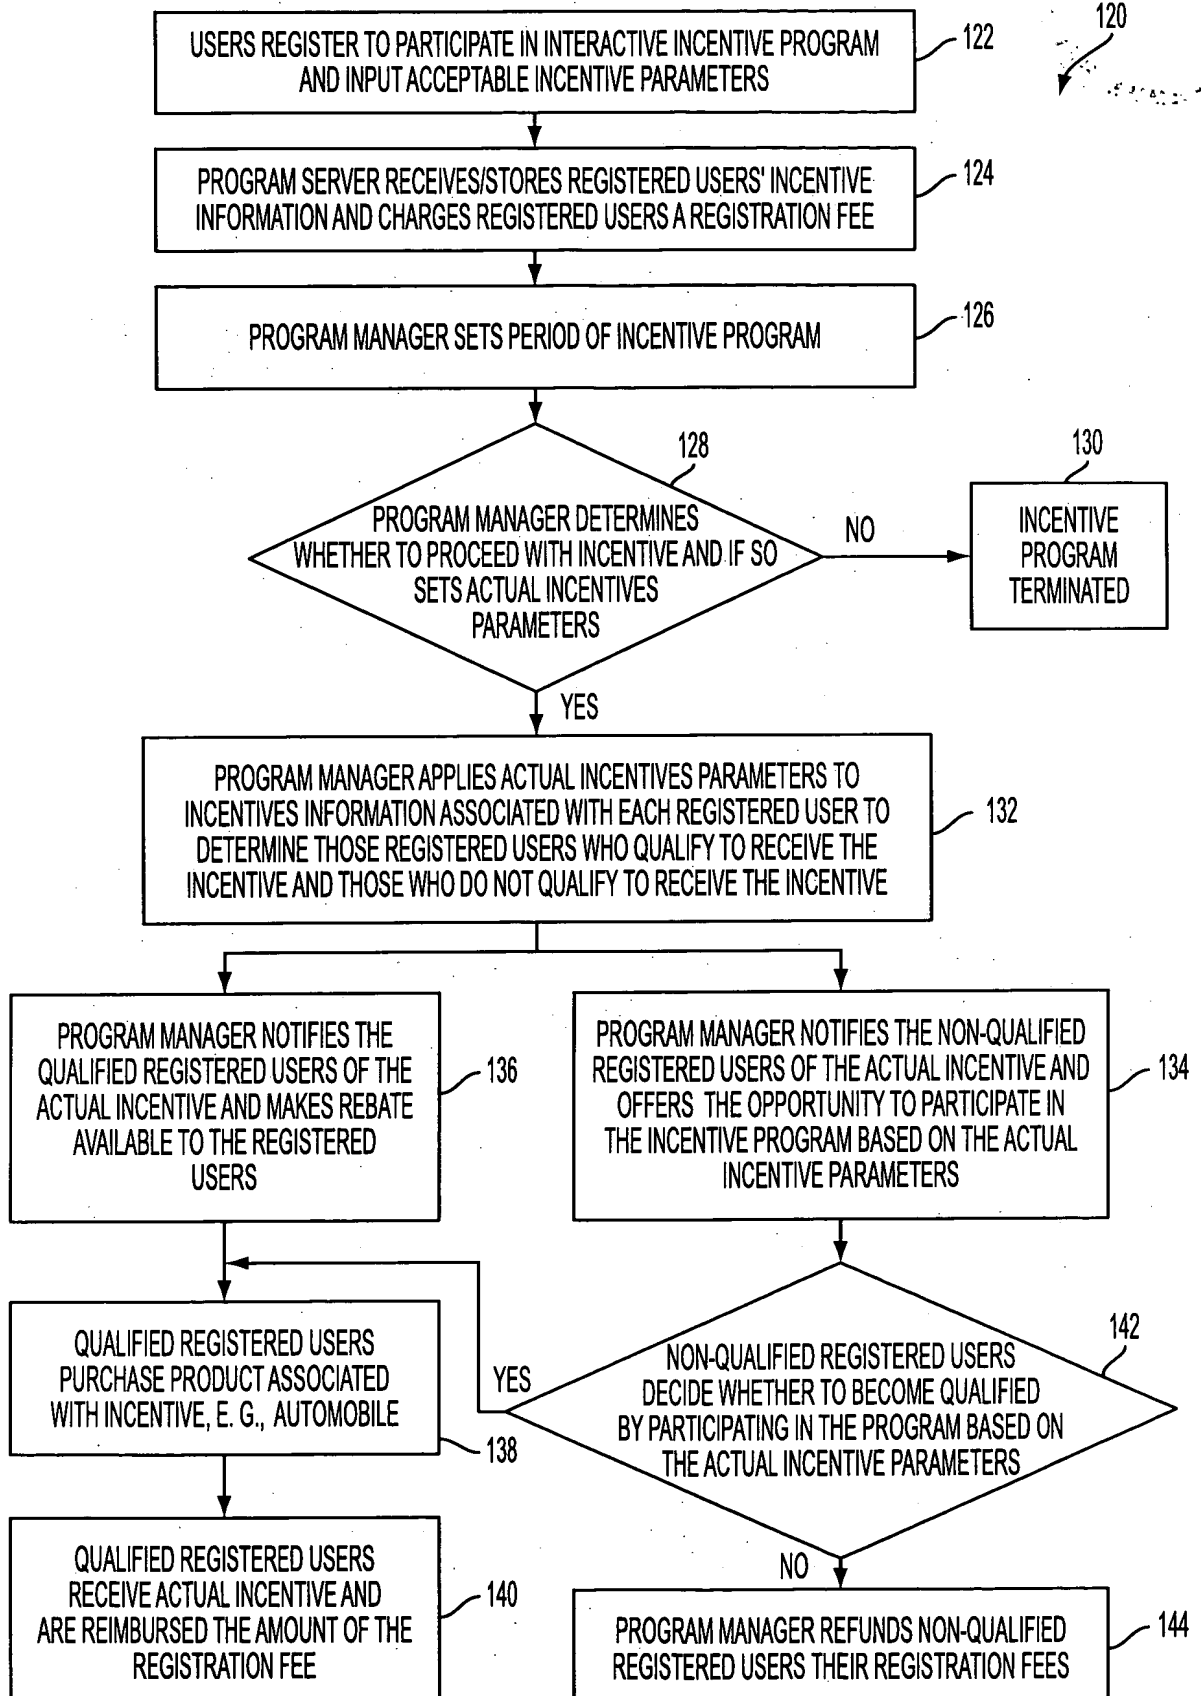 120
USERS REGISTER TO PARTICIPATE IN INTERACTIVE INCENTIVE PROGRAM
AND INPUT ACCEPTABLE INCENTIVE PARAMETERS
122
PROGRAM SERVER RECEIVES/STORES REGISTERED USERS' INCENTIVE
INFORMATION AND CHARGES REGISTERED USERS A REGISTRATION FEE
124
PROGRAM MANAGER SETS PERIOD OF INCENTIVE PROGRAM
126
128
PROGRAM MANAGER DETERMINES
WHETHER TO PROCEED WITH INCENTIVE AND IF SO
SETS ACTUAL INCENTIVES
PARAMETERS
NO
130
INCENTIVE
PROGRAM
TERMINATED
YES
PROGRAM MANAGER APPLIES ACTUAL INCENTIVES PARAMETERS TO
INCENTIVES INFORMATION ASSOCIATED WITH EACH REGISTERED USER TO
DETERMINE THOSE REGISTERED USERS WHO QUALIFY TO RECEIVE THE
INCENTIVE AND THOSE WHO DO NOT QUALIFY TO RECEIVE THE INCENTIVE
132
PROGRAM MANAGER NOTIFIES THE
QUALIFIED REGISTERED USERS OF THE
ACTUAL INCENTIVE AND MAKES REBATE
AVAILABLE TO THE REGISTERED
USERS
136
PROGRAM MANAGER NOTIFIES THE NON-QUALIFIED
REGISTERED USERS OF THE ACTUAL INCENTIVE AND
OFFERS THE OPPORTUNITY TO PARTICIPATE IN
THE INCENTIVE PROGRAM BASED ON THE ACTUAL
INCENTIVE PARAMETERS
134
QUALIFIED REGISTERED USERS
PURCHASE PRODUCT ASSOCIATED
WITH INCENTIVE, E. G., AUTOMOBILE
138
YES
NON-QUALIFIED REGISTERED USERS
DECIDE WHETHER TO BECOME QUALIFIED
BY PARTICIPATING IN THE PROGRAM BASED ON
THE ACTUAL INCENTIVE PARAMETERS
142
NO
QUALIFIED REGISTERED USERS
RECEIVE ACTUAL INCENTIVE AND
ARE REIMBURSED THE AMOUNT OF THE
REGISTRATION FEE
140
PROGRAM MANAGER REFUNDS NON-QUALIFIED
REGISTERED USERS THEIR REGISTRATION FEES
144